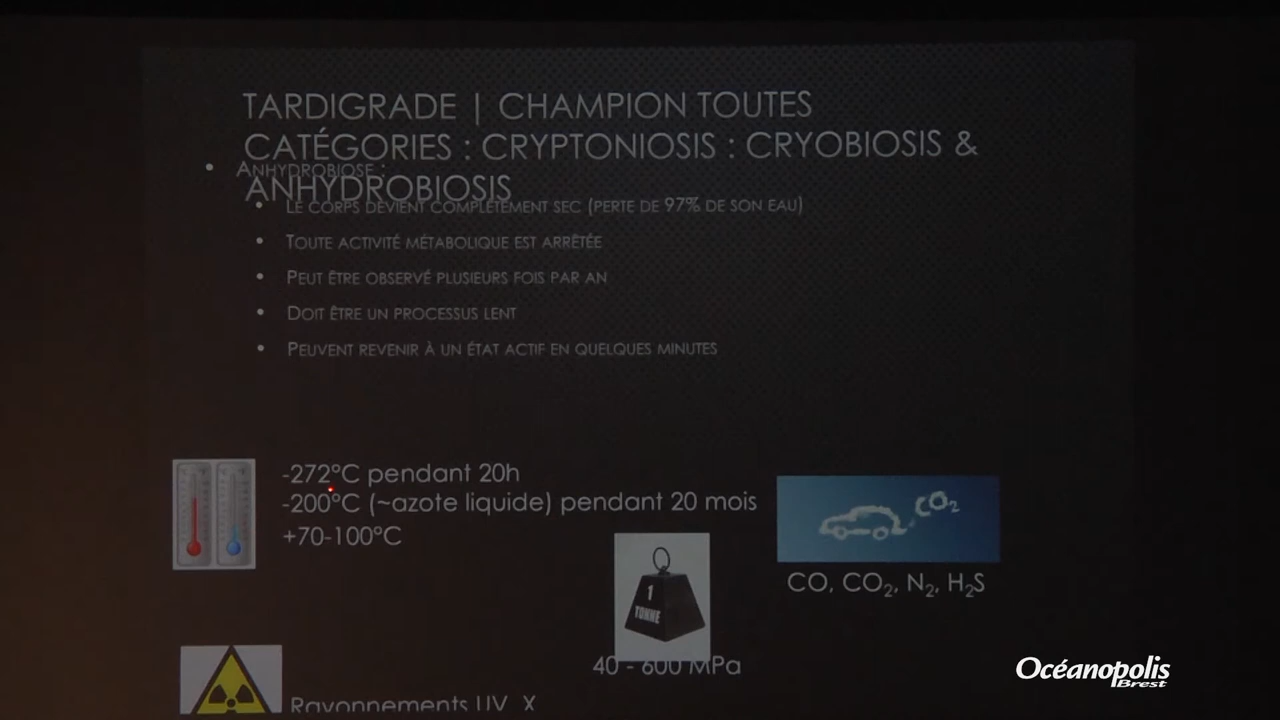 TARDIGRADE | CHAMPION TOUTES
CATÉGORIES : CRYPTONIOSIS : CRYOBIOSIS &
ANHYDROBIOSIS
• ANHYDROBIOSE :
• LE CORPS DEVIENT COMPLÈTEMENT SEC (PERTE DE 97% DE SON EAU)
• TOUTE ACTIVITÉ MÉTABOLIQUE EST ARRÊTÉE
• PEUT ÊTRE OBSERVÉ PLUSIEURS FOIS PAR AN
• DOIT ÊTRE UN PROCESSUS LENT
• PEUVENT REVENIR À UN ÉTAT ACTIF EN QUELQUES MINUTES
-272°C pendant 20h
-200°C (~azote liquide) pendant 20 mois
+70-100°C
CO2
CO, CO2, N2, H2S
1
TONNE
40 - 600 MPa
Rayonnements UV, X
Océanopolis
Brest